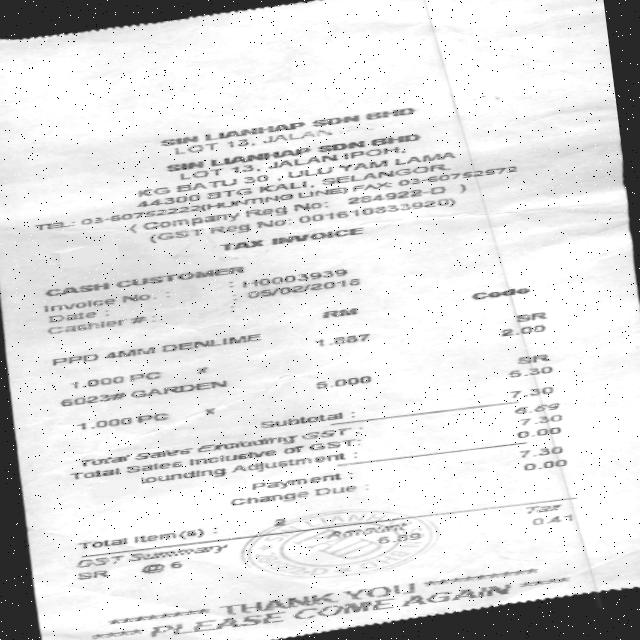 SIN LIANHAP SDN BHD
LOT 13, JALAN
SIN LIANHAP SDN BHD
LOT 13, JALAN IPOH,
KG BATU 30, ULU YAM LAMA
44300 BTG KALI, SELANGOR
TEL: 03-60752223(HUNTING LINE) FAX 03-60752972
( Company Reg No: 284922-D )
(GST Reg No: 001610833920)
TAX INVOICE
CASH CUSTOMER
Invoice No. : : H0003939
Date : : 05/02/2018
Cashier # :
RM Code
PPD 4MM DENLIME 1.887 SR
1.000 PC x 2.00
6023# GARDEN 5.000 SR
1.000 PC x 5.30
Subtotal : 7.30
Total Sales Excluding GST : 6.89
Total Sales Inclusive of GST: 7.30
ounding Adjustment : 0.00
Payment : 7.30
Change Due : 0.00
Total Item(s) : 2
GST Summary Amount Tax
SR @ 6 6.89 0.41
THANK YOU
PLEASE COME AGAIN